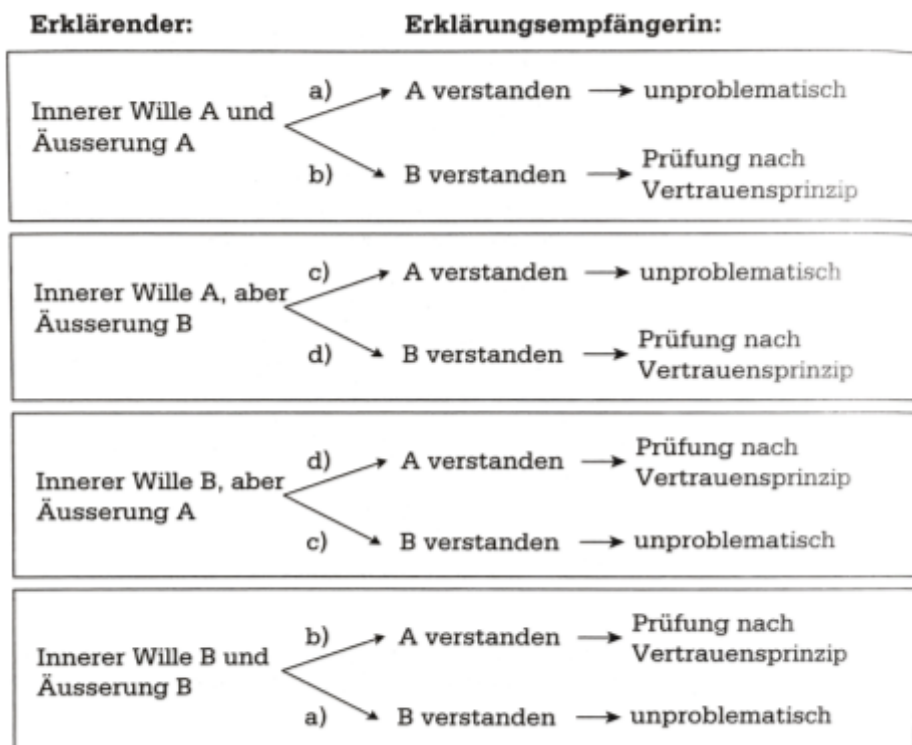 Erklärender: Erklärungsempfängerin:
Innerer Wille A und
Äusserung A
a) A verstanden → unproblematisch
b) B verstanden → Prüfung nach
Vertrauensprinzip
Innerer Wille A, aber
Äusserung B
c) A verstanden → unproblematisch
d) B verstanden → Prüfung nach
Vertrauensprinzip
Innerer Wille B, aber
Äusserung A
d) A verstanden → Prüfung nach
Vertrauensprinzip
c) B verstanden → unproblematisch
Innerer Wille B und
Äusserung B
b) A verstanden → Prüfung nach
Vertrauensprinzip
a) B verstanden → unproblematisch